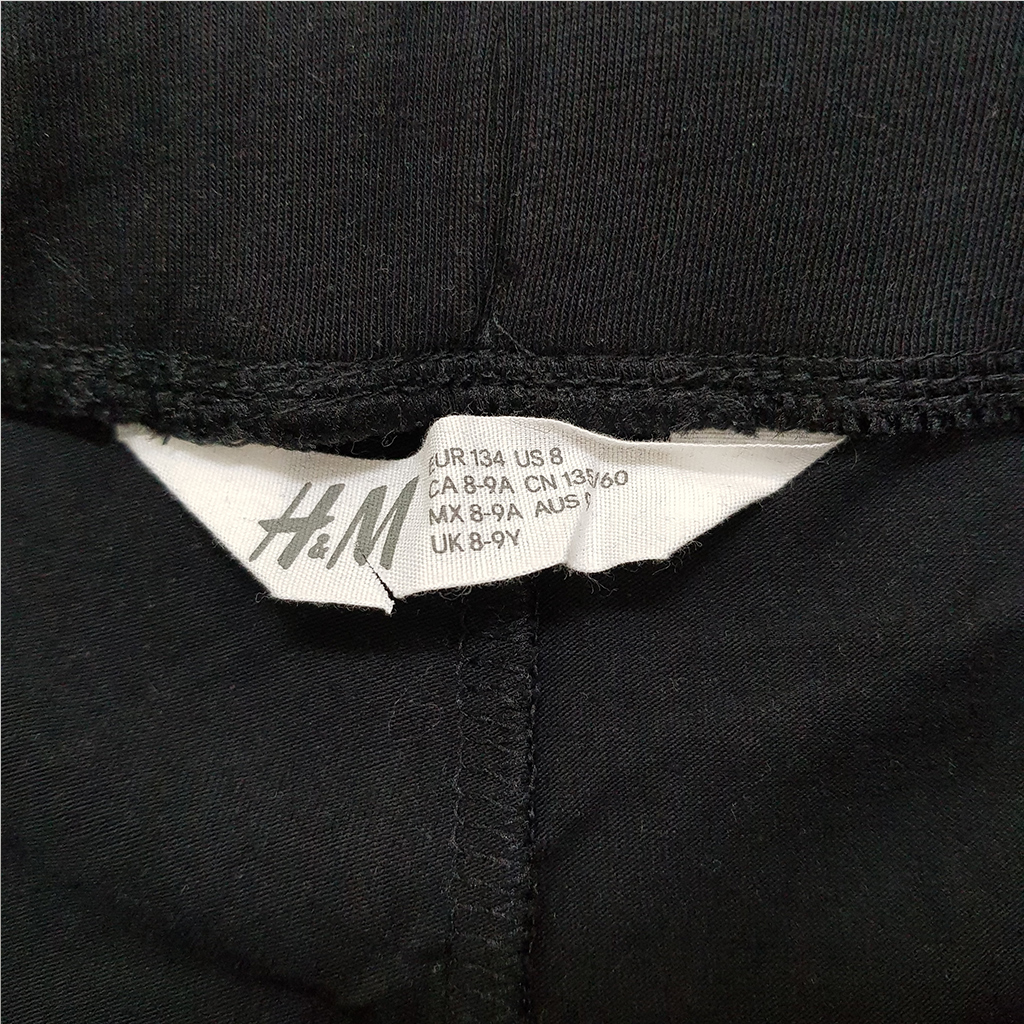 H&M
EUR 134 US 8
CA 8-9A CN 135/60
MX 8-9A AUS
UK 8-9Y